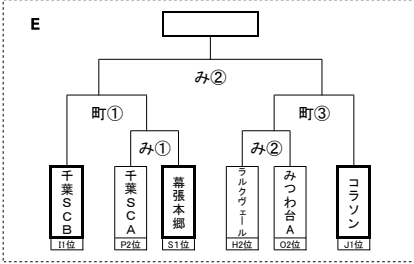 E
み②
町①
町③
み①
み②
千葉SCB
千葉SCA
幕張本郷
ラルクヴェール
みつわ台A
コラソン
I1位
P2位
S1位
H2位
O2位
J1位